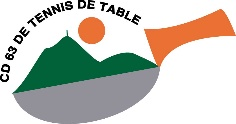 CD 63 DE TENNIS DE TABLE